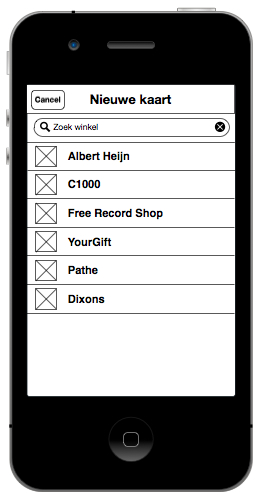 Cancel Nieuwe kaart
Zoek winkel
Albert Heijn
C1000
Free Record Shop
YourGift
Pathe
Dixons